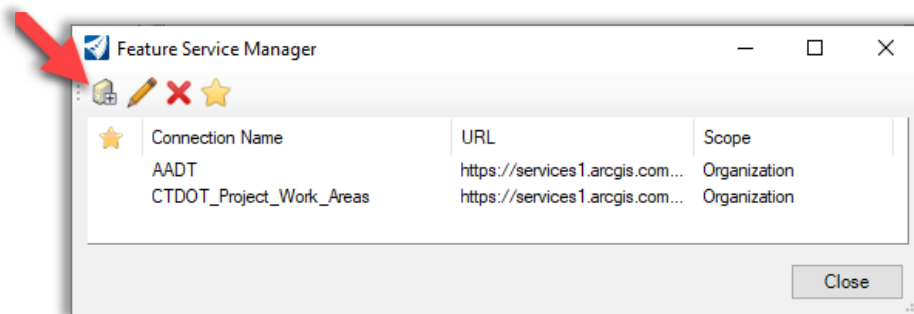 Feature Service Manager
Connection Name URL Scope
AADT https://services1.arcgis.com... Organization
CTDOT_Project_Work_Areas https://services1.arcgis.com... Organization
Close